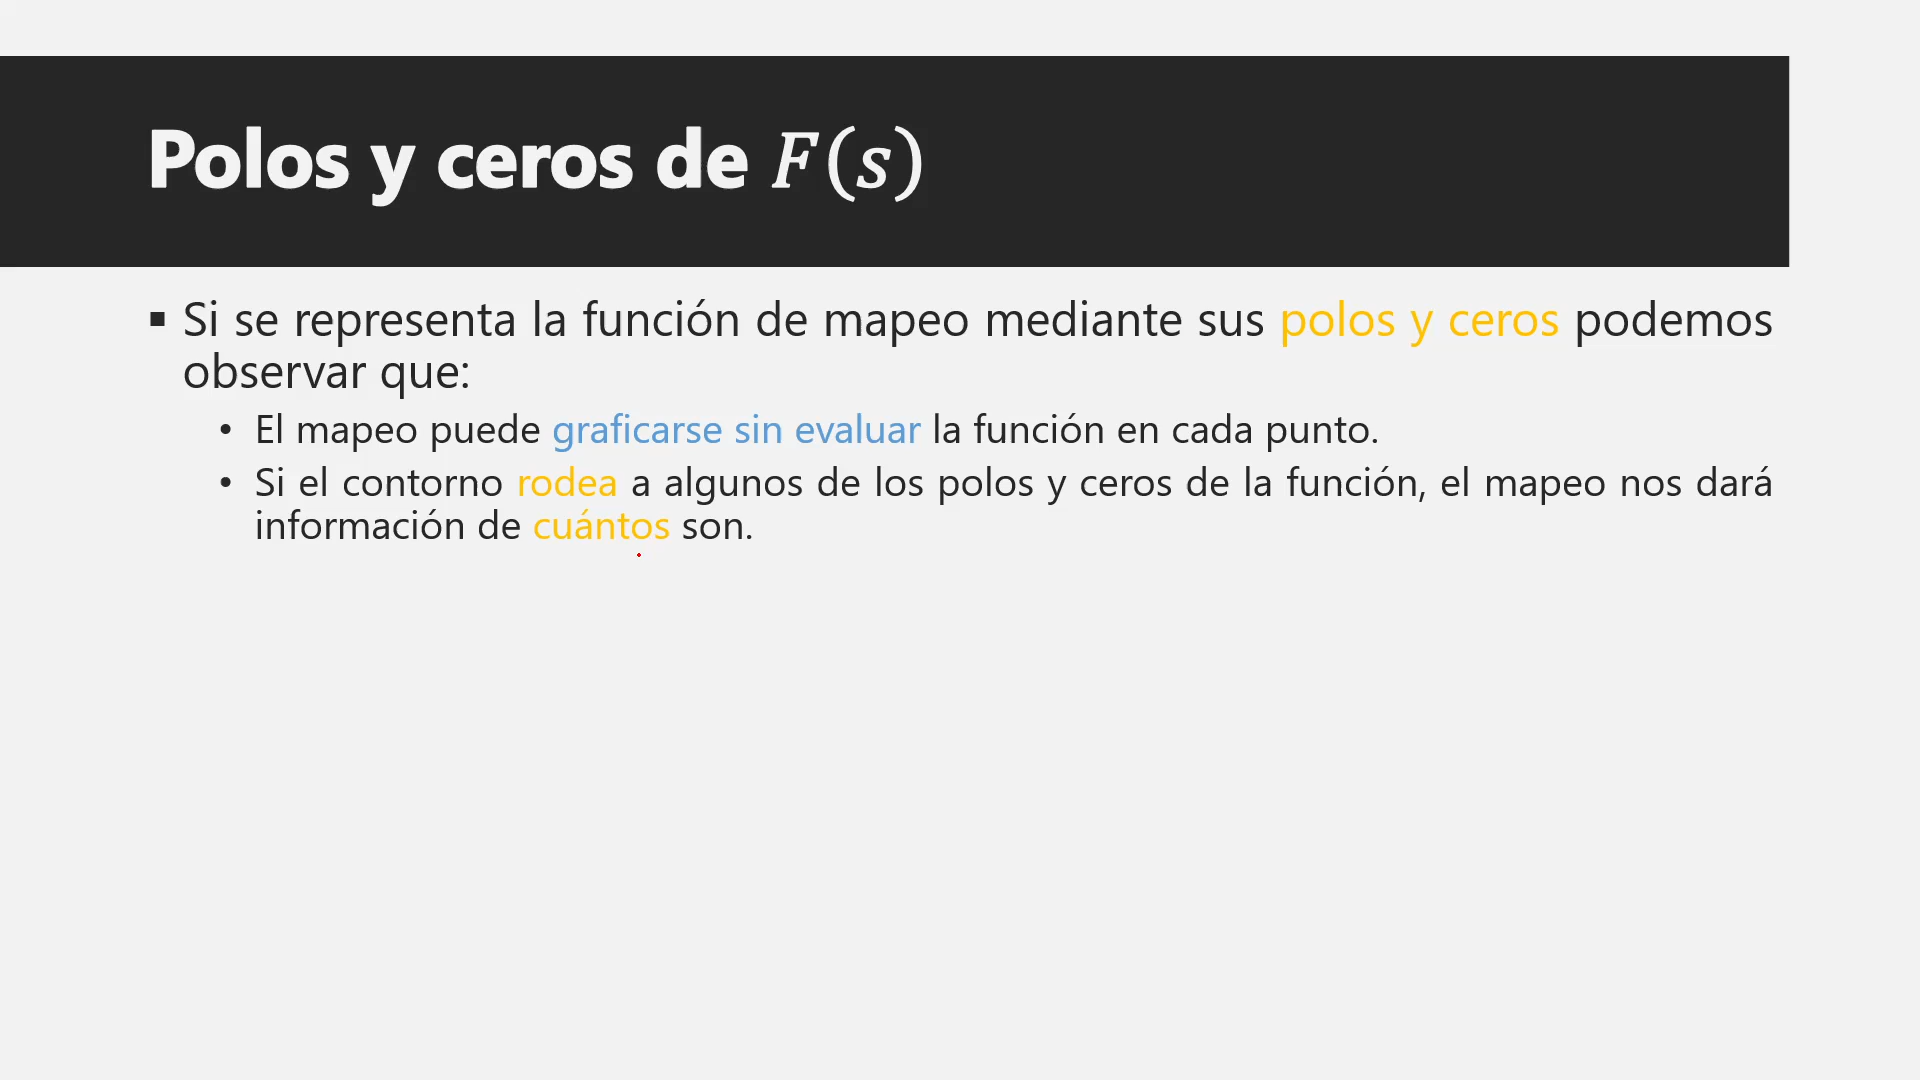 Polos y ceros de F(s)
▪ Si se representa la función de mapeo mediante sus polos y ceros podemos
observar que:
• El mapeo puede graficarse sin evaluar la función en cada punto.
• Si el contorno rodea a algunos de los polos y ceros de la función, el mapeo nos dará
información de cuántos son.